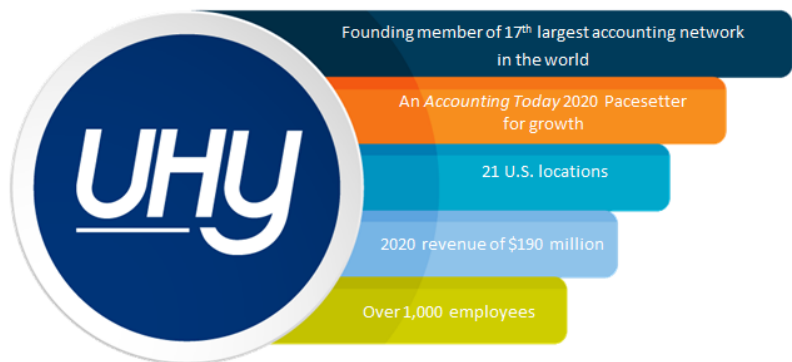 UHY
Founding member of 17th largest accounting network
in the world
An Accounting Today 2020 Pacesetter
for growth
21 U.S. locations
2020 revenue of $190 million
Over 1,000 employees